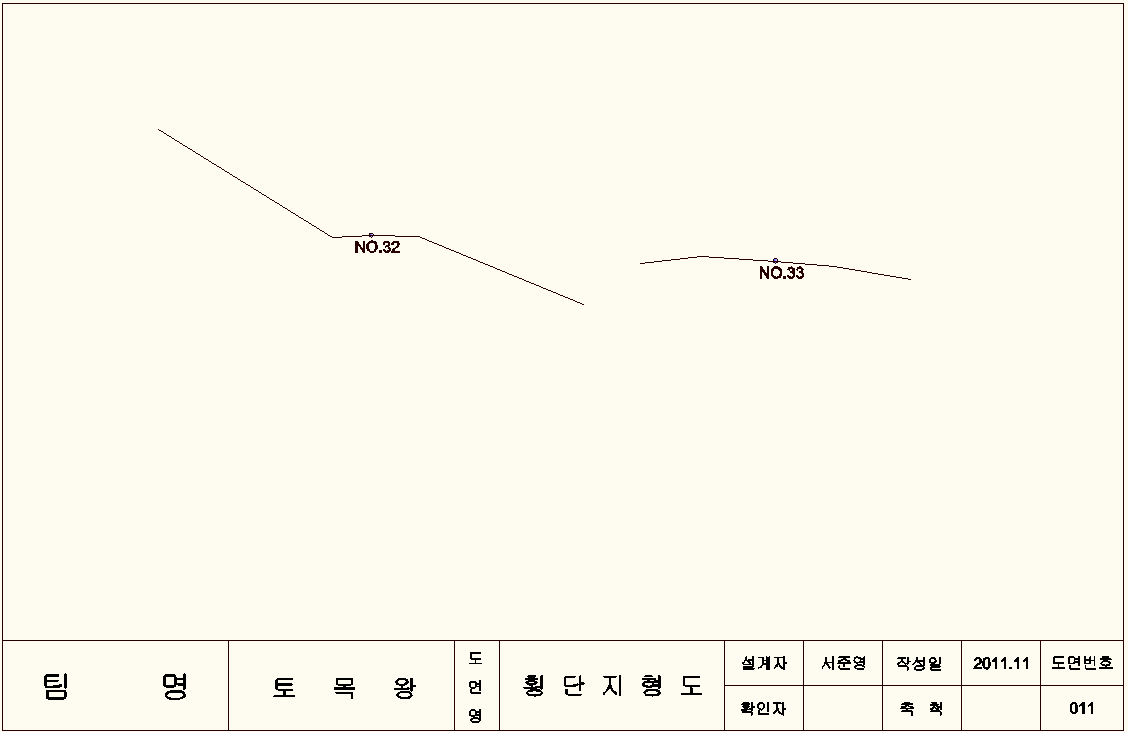 NO.32
NO.33
팀 명
토 목 왕
도
면
명
횡 단 지 형 도
설계자
서준영
작성일
2011.11
도면번호
확인자
축 척
011